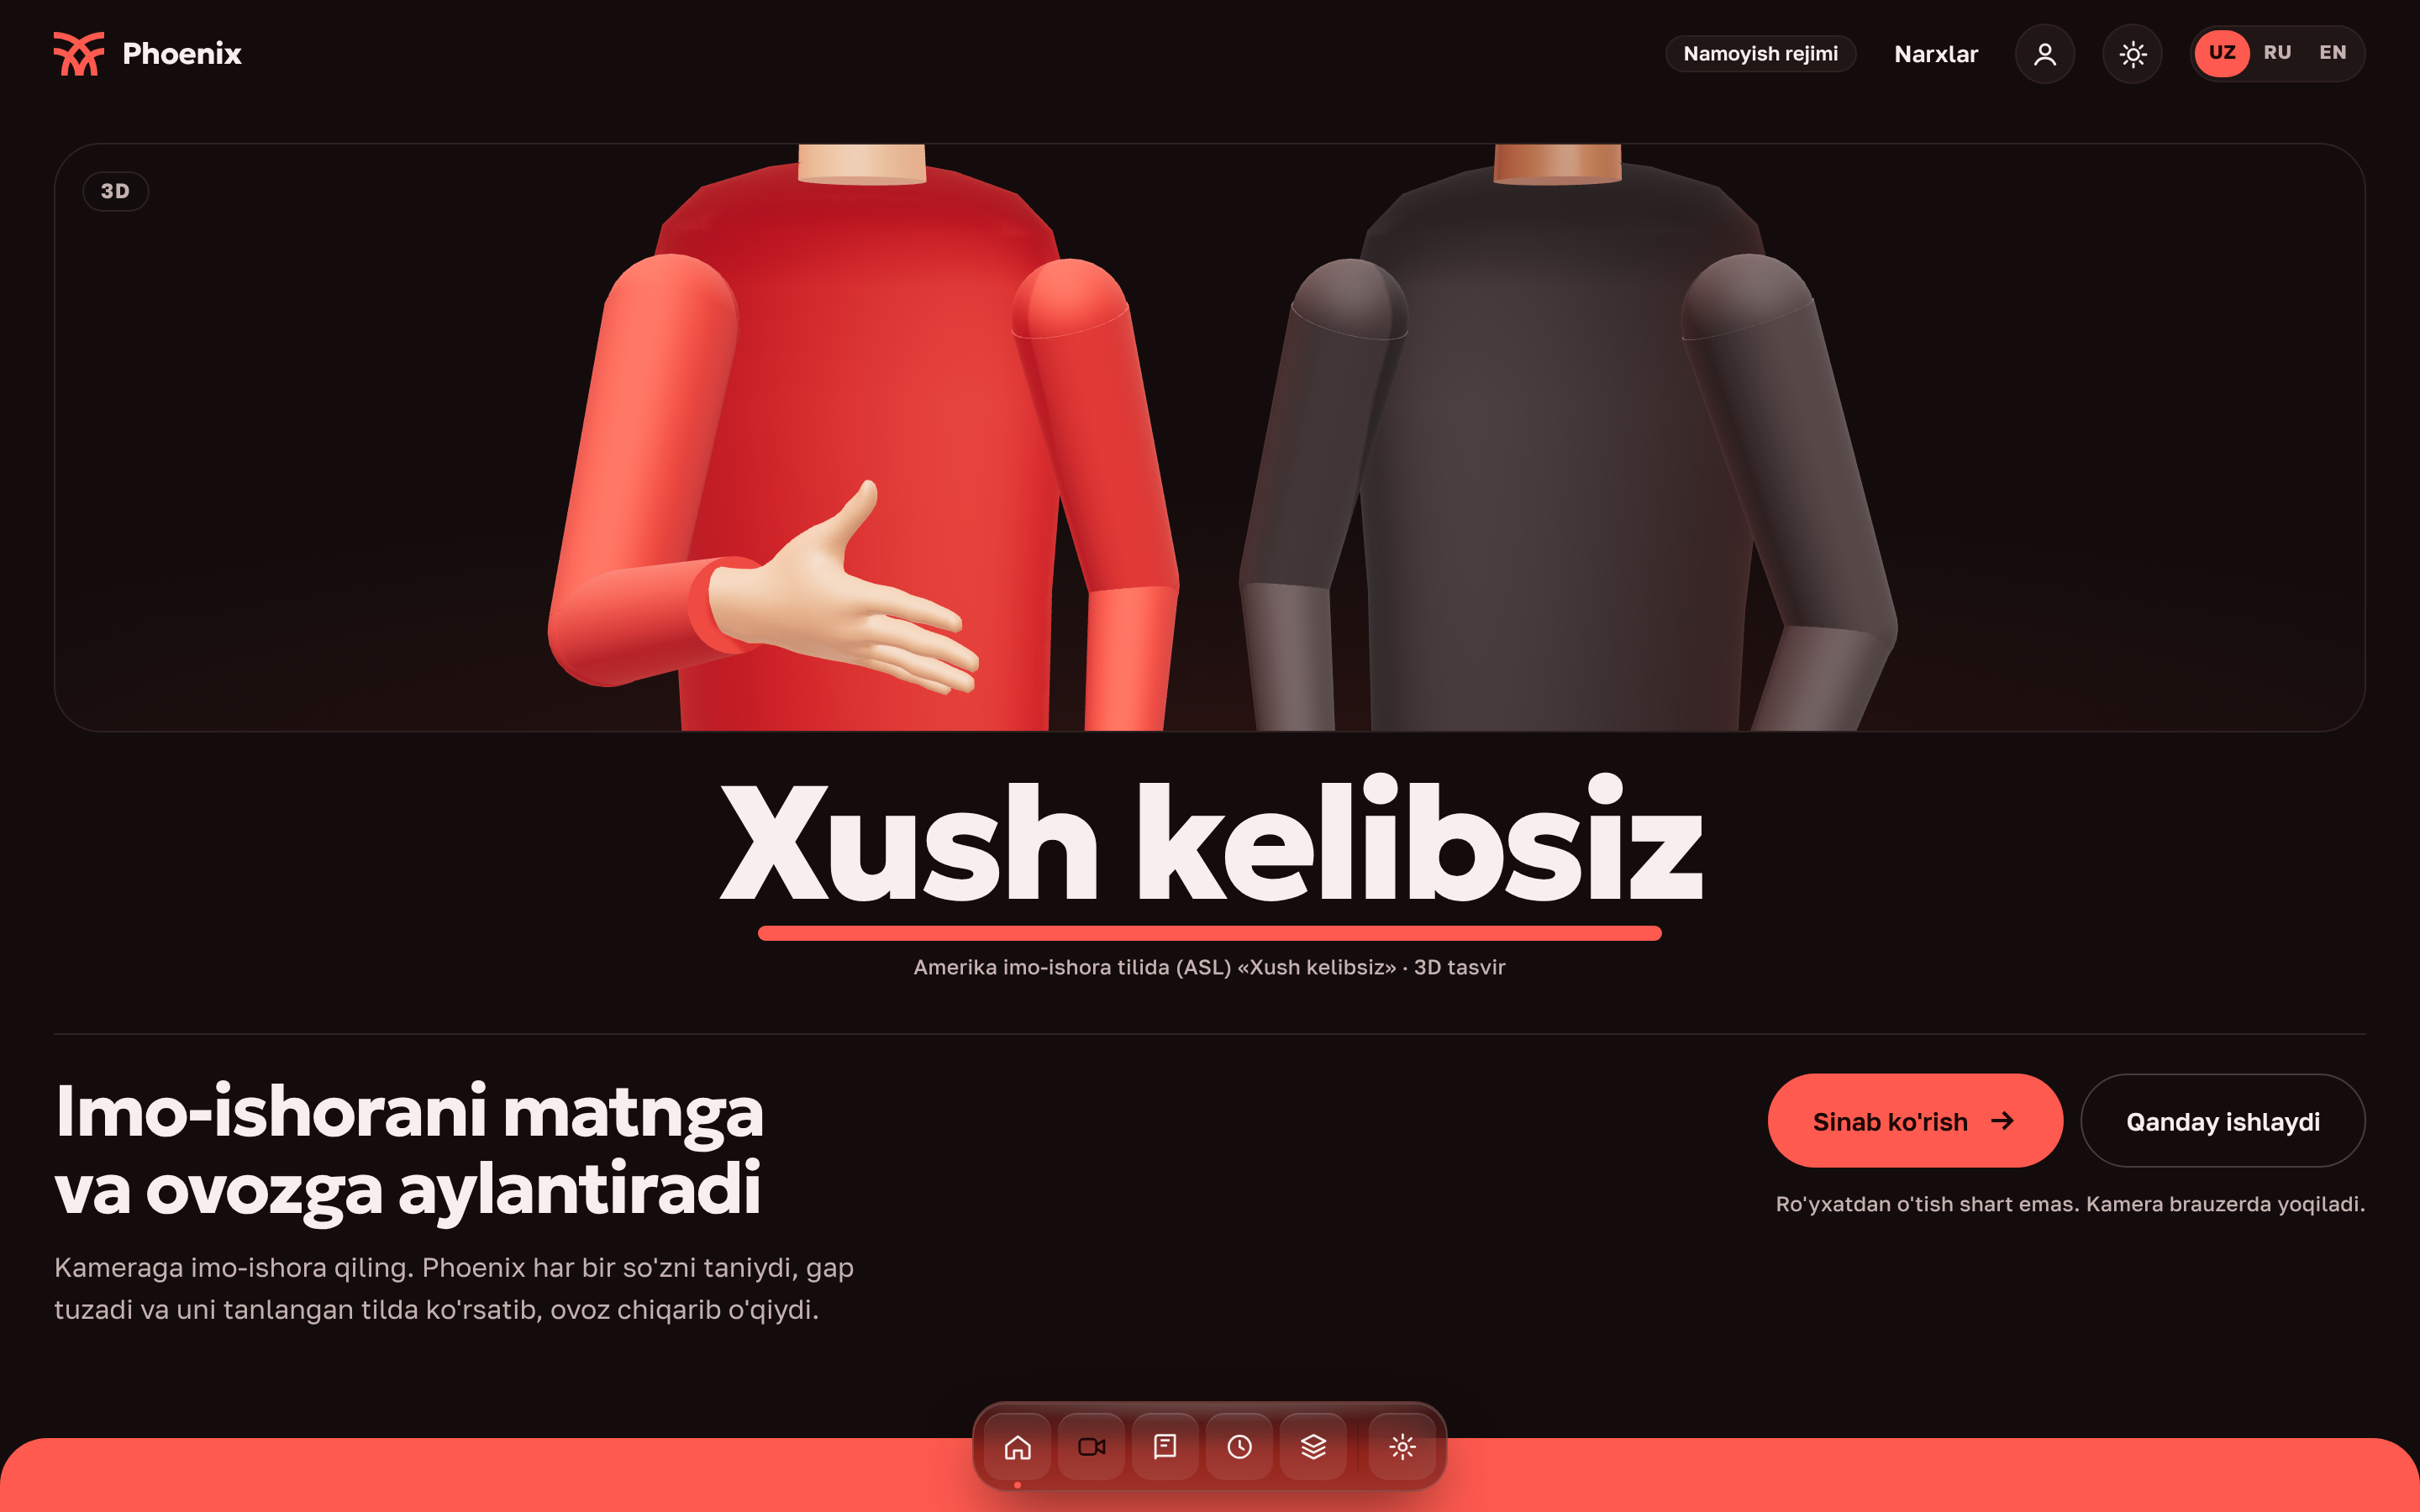 Phoenix
Namoyish rejimi
Narxlar
UZ RU EN
3D
Xush kelibsiz
Amerika imo-ishora tilida (ASL) «Xush kelibsiz» · 3D tasvir
Imo-ishorani matnga
va ovozga aylantiradi
Kameraga imo-ishora qiling. Phoenix har bir so'zni taniydi, gap
tuzadi va uni tanlangan tilda ko'rsatib, ovoz chiqarib o'qiydi.
Sinab ko'rish →
Qanday ishlaydi
Ro'yxatdan o'tish shart emas. Kamera brauzerda yoqiladi.